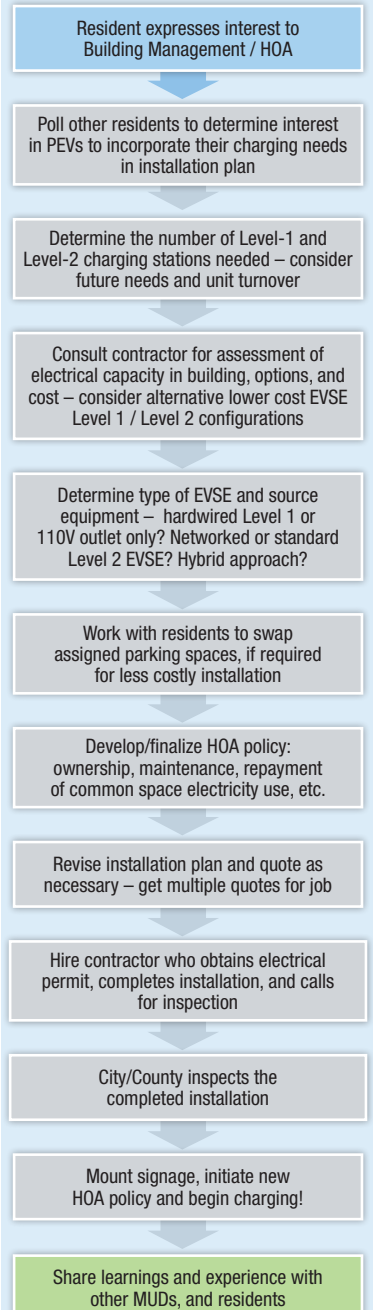 Resident expresses interest to
Building Management / HOA
Poll other residents to determine interest
in PEVs to incorporate their charging needs
in installation plan
Determine the number of Level-1 and
Level-2 charging stations needed – consider
future needs and unit turnover
Consult contractor for assessment of
electrical capacity in building, options, and
cost – consider alternative lower cost EVSE
Level 1 / Level 2 configurations
Determine type of EVSE and source
equipment – hardwired Level 1 or
110V outlet only? Networked or standard
Level 2 EVSE? Hybrid approach?
Work with residents to swap
assigned parking spaces, if required
for less costly installation
Develop/finalize HOA policy:
ownership, maintenance, repayment
of common space electricity use, etc.
Revise installation plan and quote as
necessary – get multiple quotes for job
Hire contractor who obtains electrical
permit, completes installation, and calls
for inspection
City/County inspects the
completed installation
Mount signage, initiate new
HOA policy and begin charging!
Share learnings and experience with
other MUDs, and residents